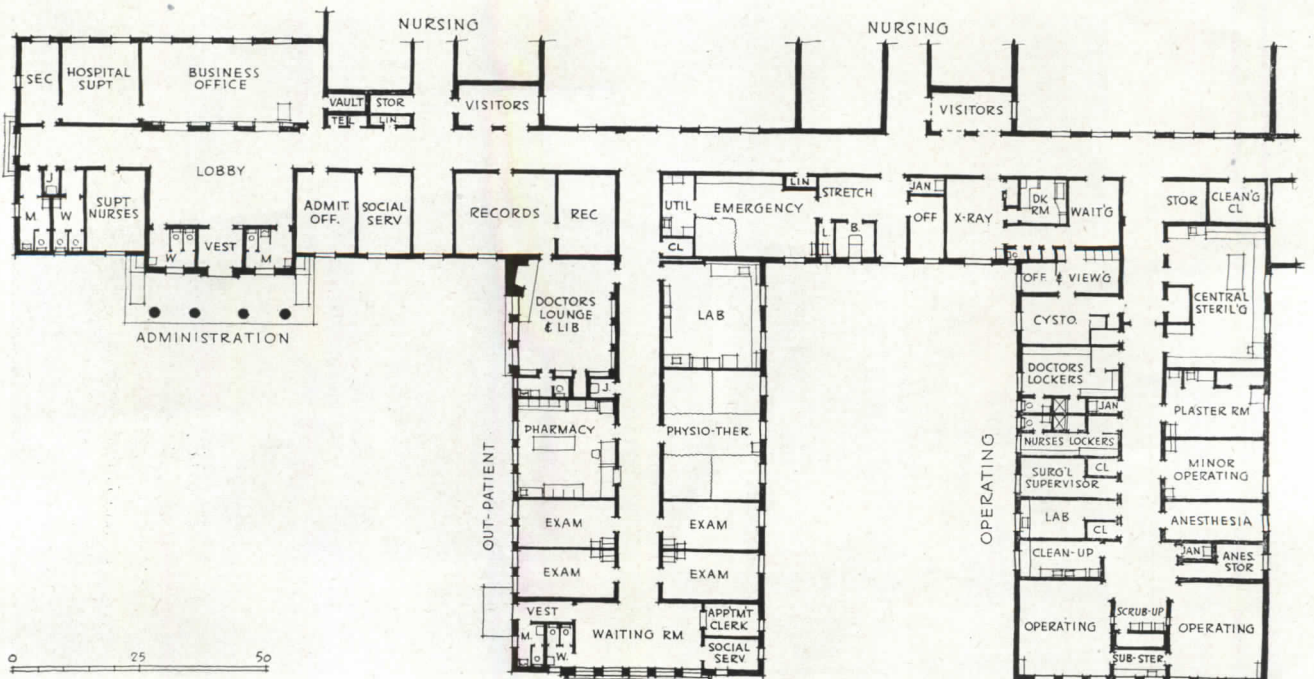 NURSING
NURSING
SEC
HOSPITAL
SUPT
BUSINESS
OFFICE
VAULT
STOR
TEL
LIN
VISITORS
VISITORS
LOBBY
J
M
W
SUPT
NURSES
W
VEST
M
ADMIT
OFF.
SOCIAL
SERV
RECORDS
REC
UTIL
CL
EMERGENCY
LIN
STRETCH
L
B.
JAN
OFF
X-RAY
DK
RM
WAIT'G
STOR
CLEAN'G
CL
ADMINISTRATION
OUT-PATIENT
DOCTORS
LOUNGE
& LIB
J.
PHARMACY
EXAM
EXAM
VEST
M.
W.
WAITING RM
LAB
PHYSIO-THER.
EXAM
EXAM
APP'TM'T
CLERK
SOCIAL
SERV.
OPERATING
OFF. & VIEW'G
CYSTO.
DOCTORS
LOCKERS
JAN
NURSES LOCKERS
SURG'L
SUPERVISOR
CL
LAB
CL
CLEAN-UP
OPERATING
CENTRAL
STERIL'G
PLASTER RM
MINOR
OPERATING
ANESTHESIA
JAN
ANES.
STOR
SCRUB-UP
SUB-STER.
OPERATING
0 25 50